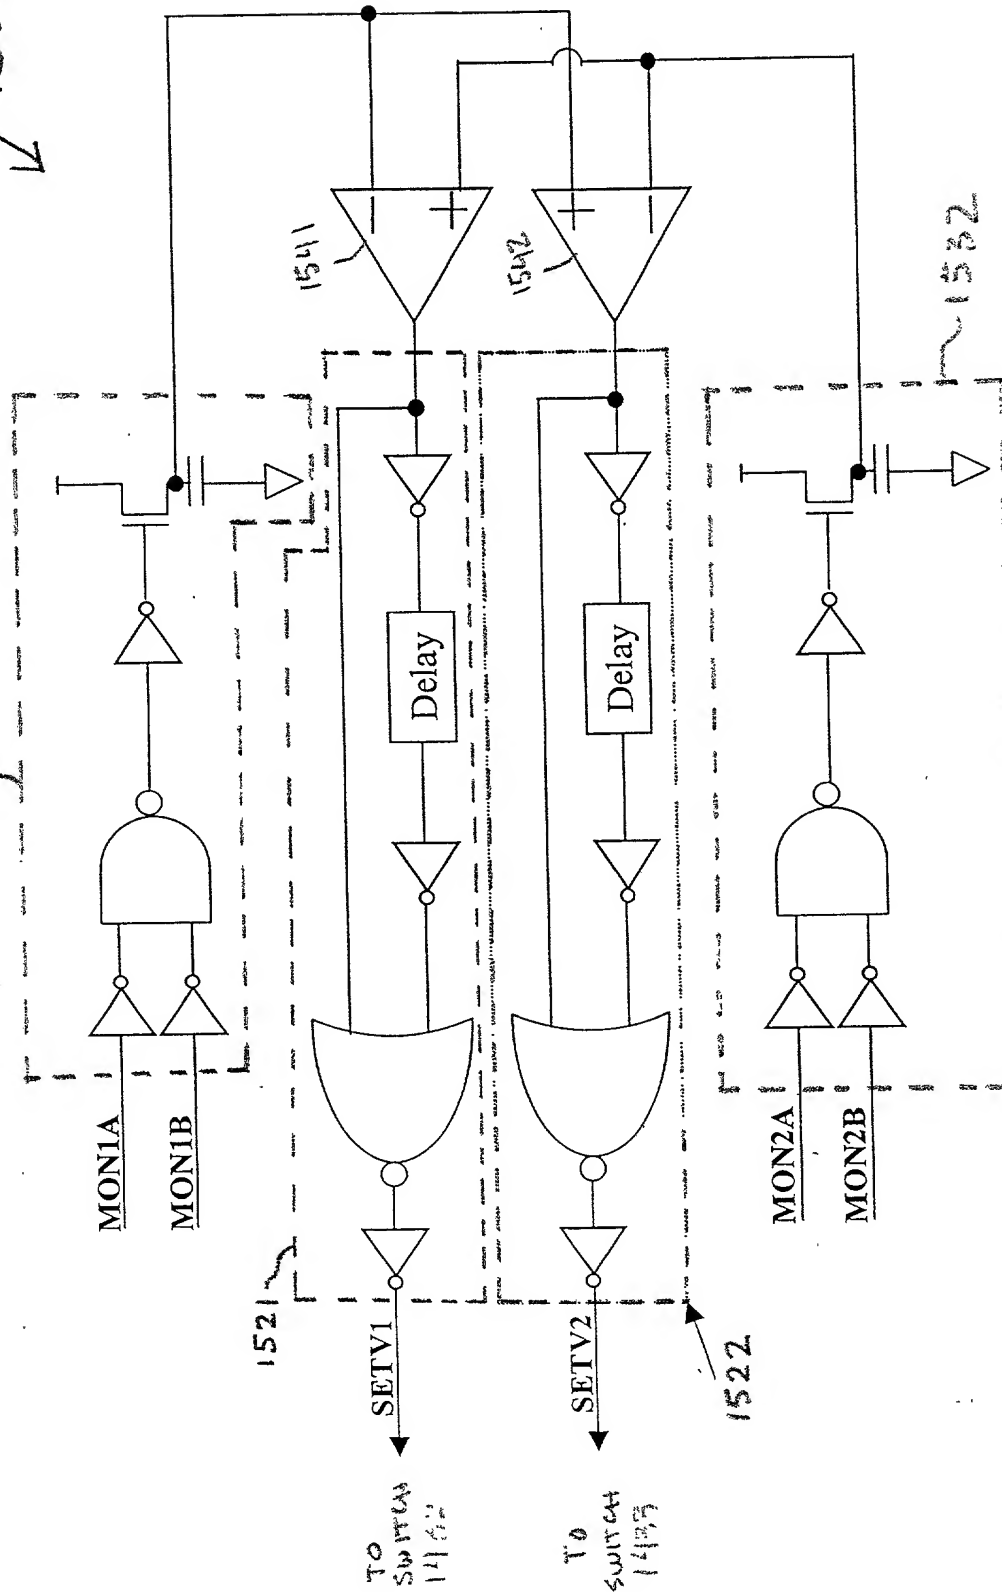 1541
+
−
1542
+
−
1532
Delay
Delay
MON1A
MON1B
MON2A
MON2B
1521
SETV1
SETV2
1522
TO
SWITCH
TO
SWITCH